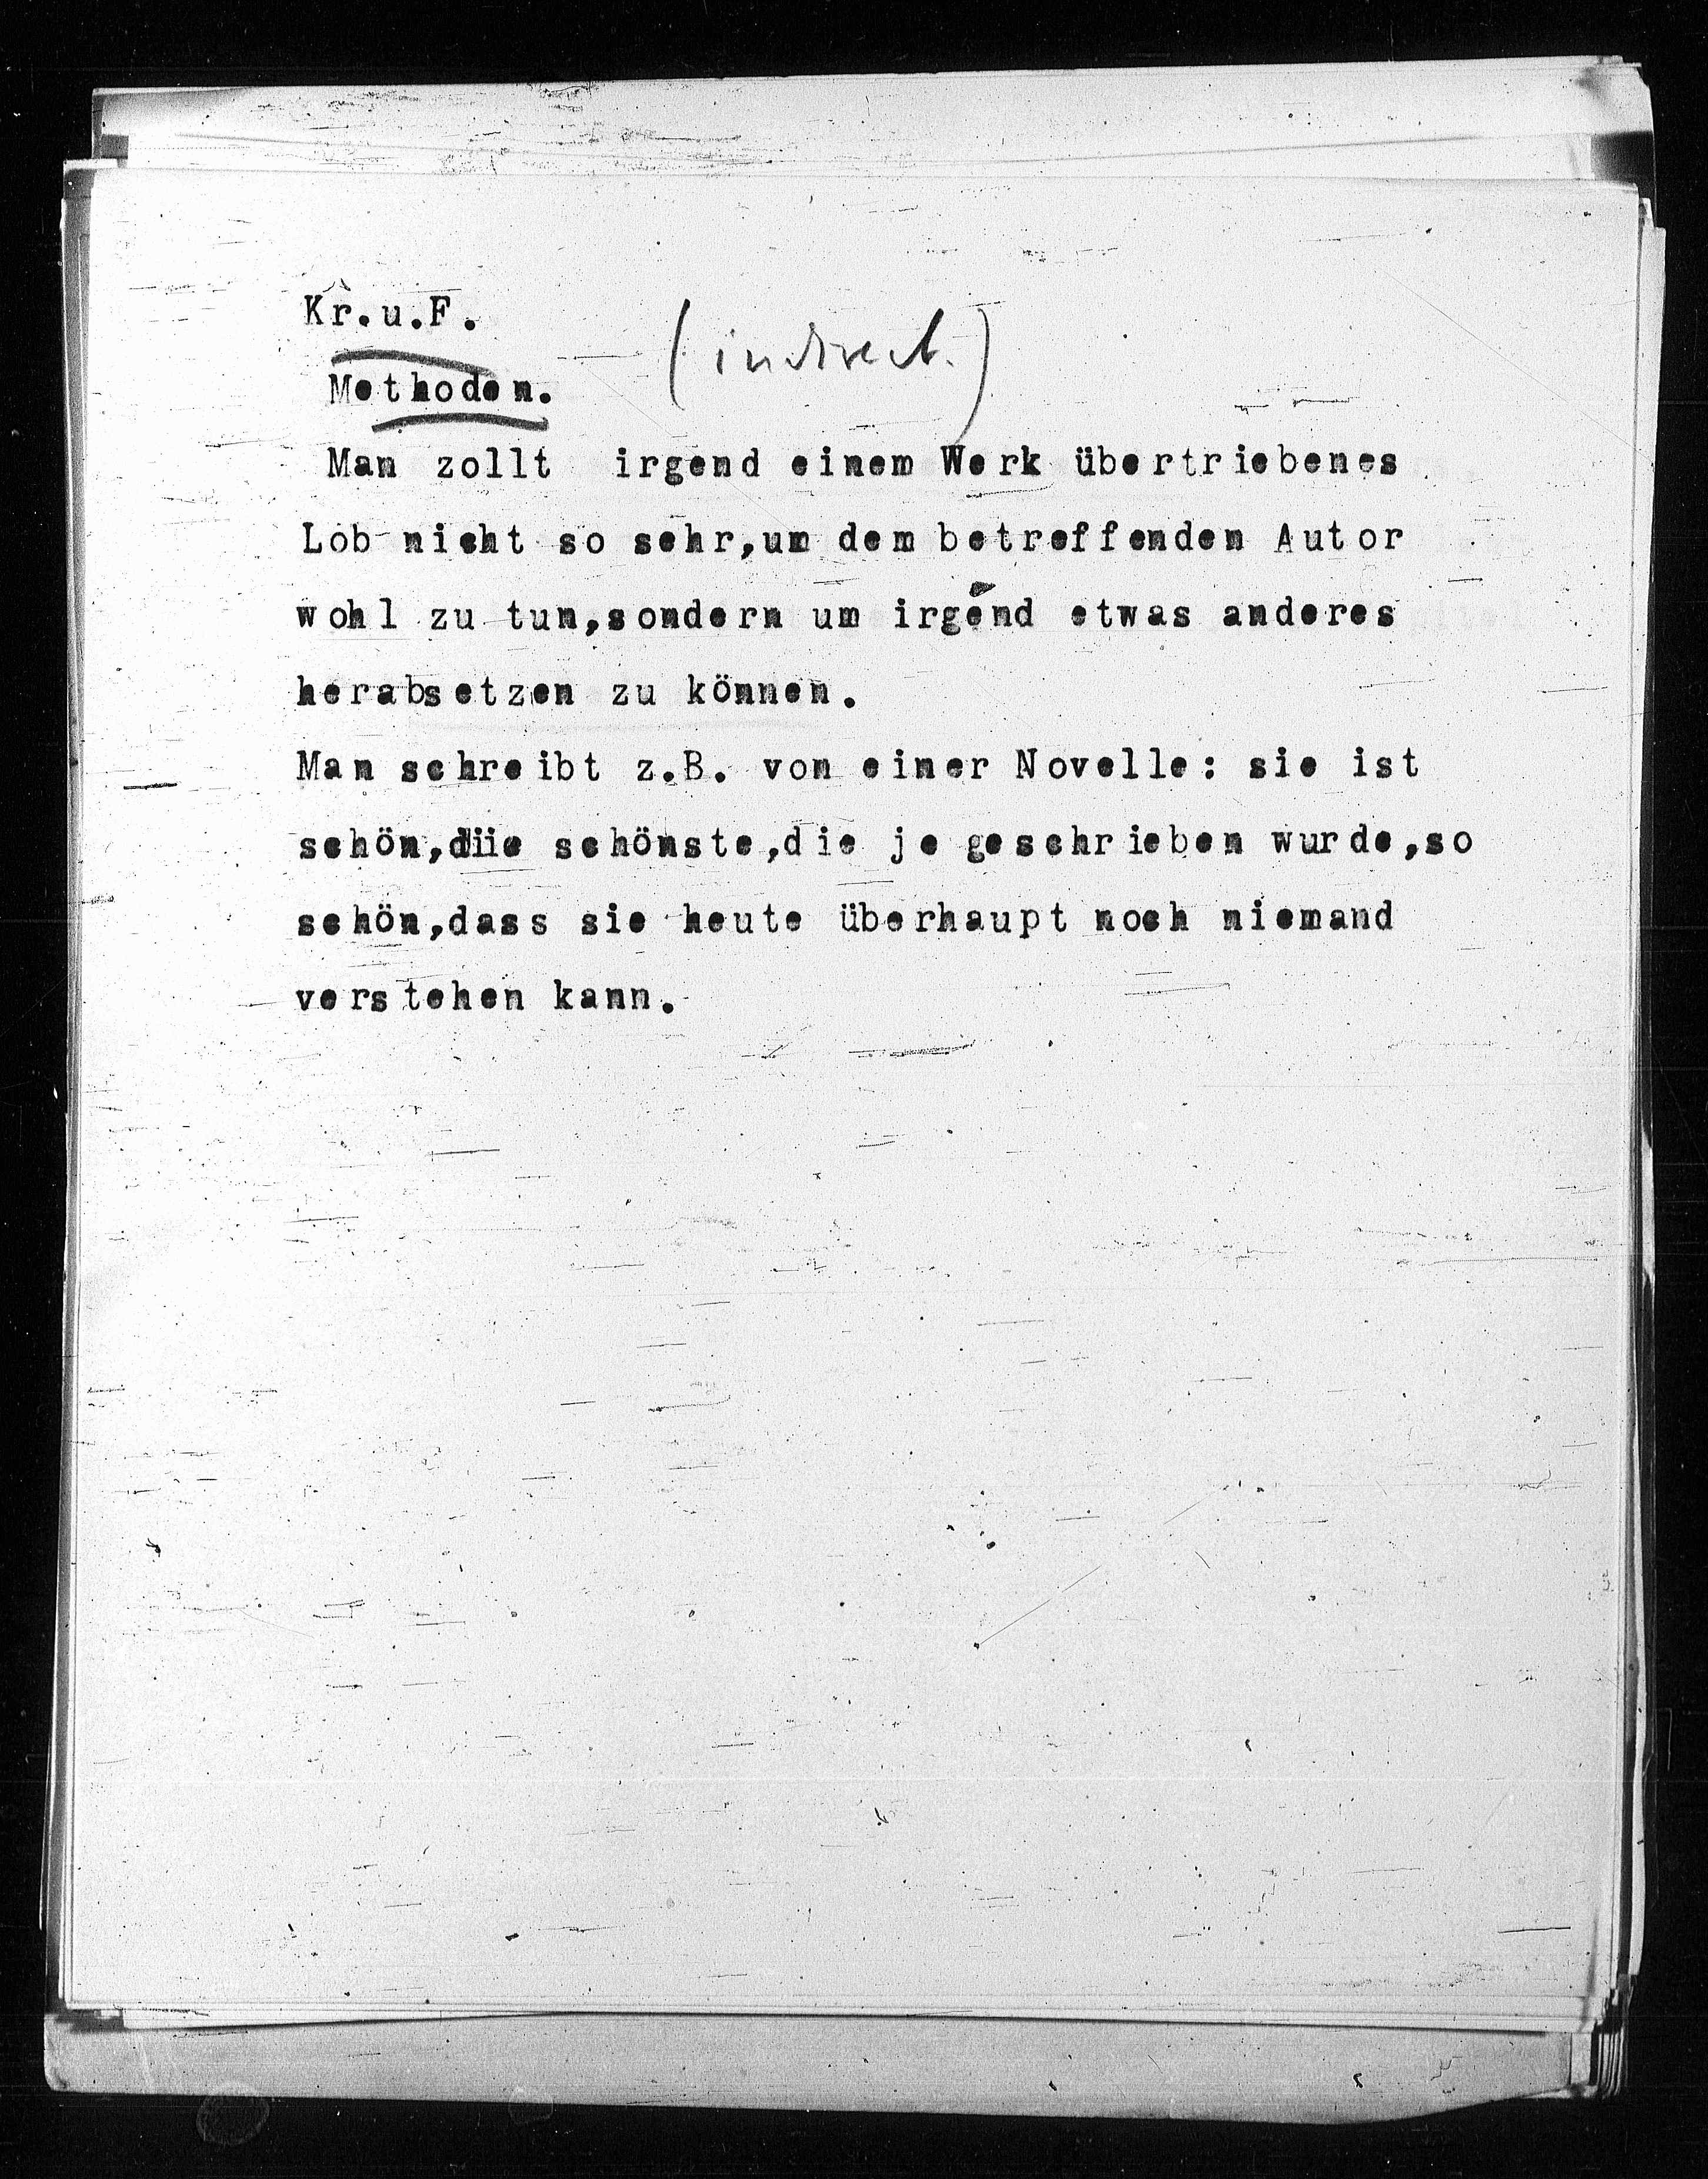 Kr.u.F.
(indirect.)
Methoden.
Man zollt irgend einem Werk übertriebenes
Lob nicht so sehr,um dem betreffenden Autor
wohl zu tun,sondern um irgend etwas anderes
herabsetzen zu können.
Man schreibt z.B. von einer Novelle: sie ist
schön,die schönste,die je geschrieben wurde,so
schön,dass sie heute überhaupt noch niemand
verstehen kann.